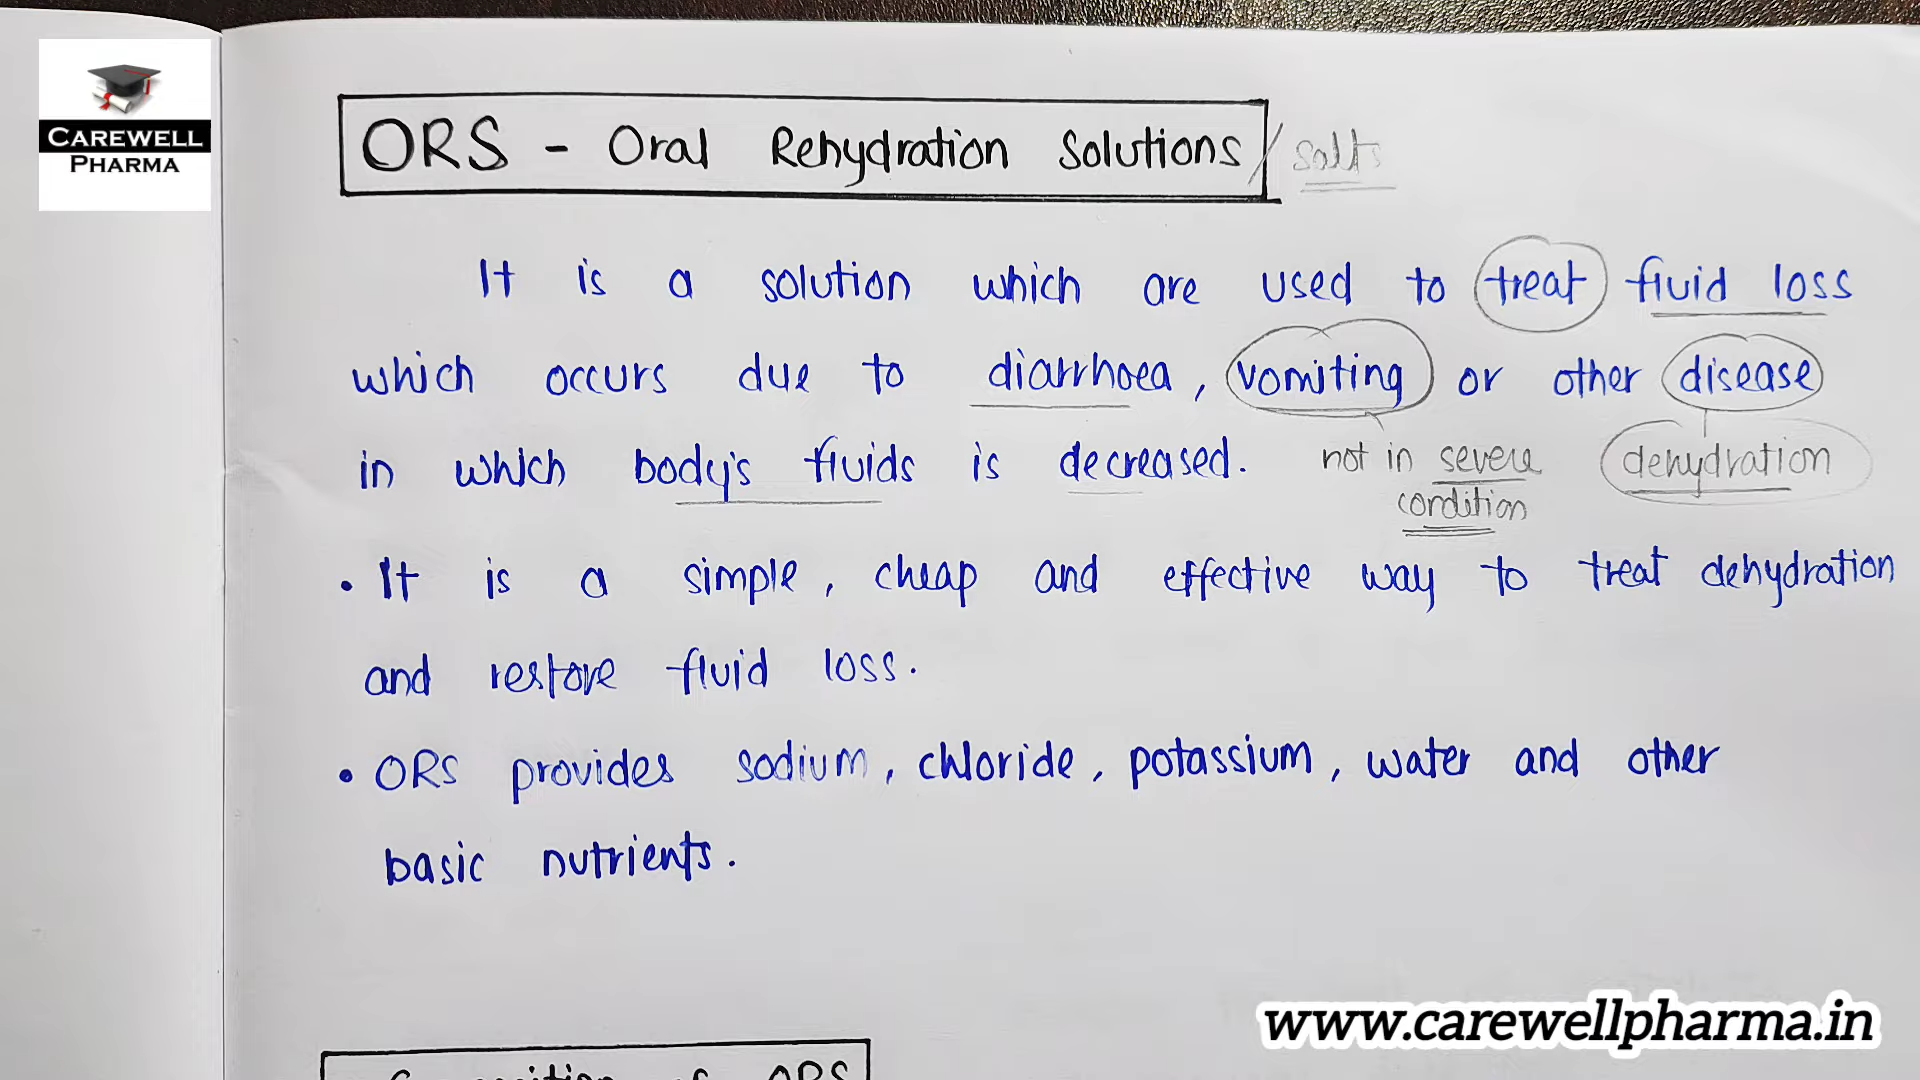 CAREWELL
PHARMA
ORS - Oral Rehydration Solutions / Salts
It is a solution which are used to treat fluid loss
which occurs due to diarrhoea, vomiting or other disease
in which body's fluids is decreased. not in severe dehydration
condition
• It is a simple, cheap and effective way to treat dehydration
and restore fluid loss.
• ORS provides sodium, chloride, potassium, water and other
basic nutrients.
www.carewellpharma.in
Composition of ORS